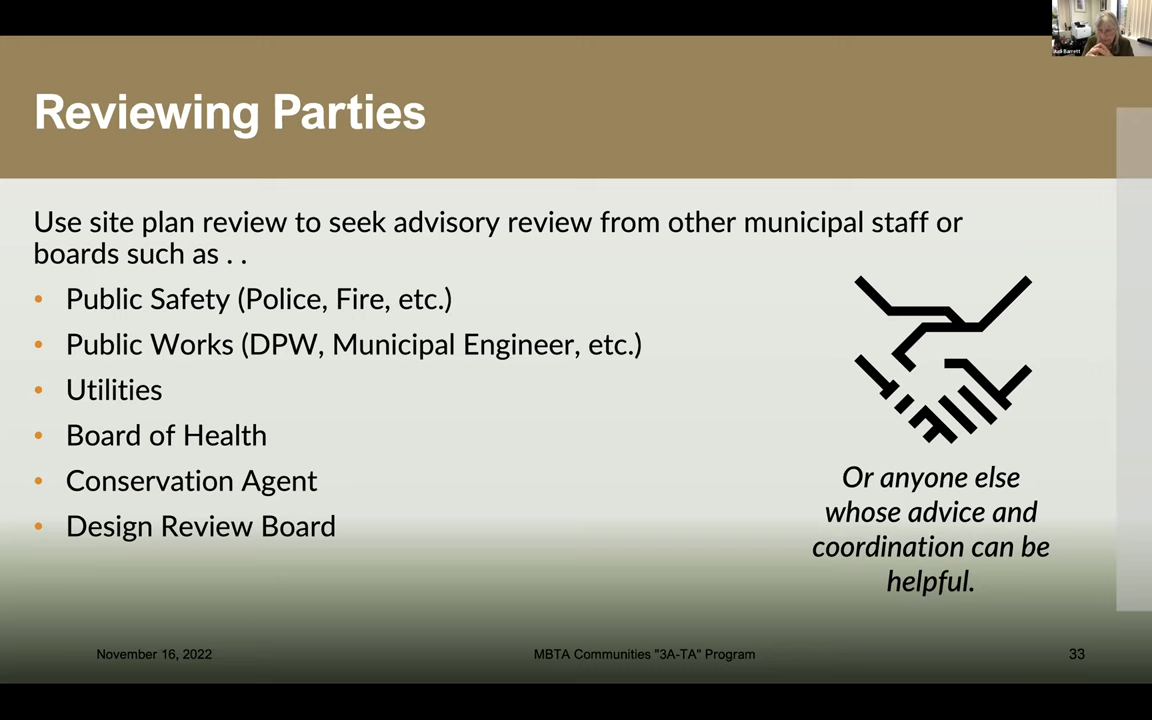 Judi Barrett
Reviewing Parties
Use site plan review to seek advisory review from other municipal staff or
boards such as . .
• Public Safety (Police, Fire, etc.)
• Public Works (DPW, Municipal Engineer, etc.)
• Utilities
• Board of Health
• Conservation Agent
• Design Review Board
Or anyone else
whose advice and
coordination can be
helpful.
November 16, 2022
MBTA Communities "3A-TA" Program
33